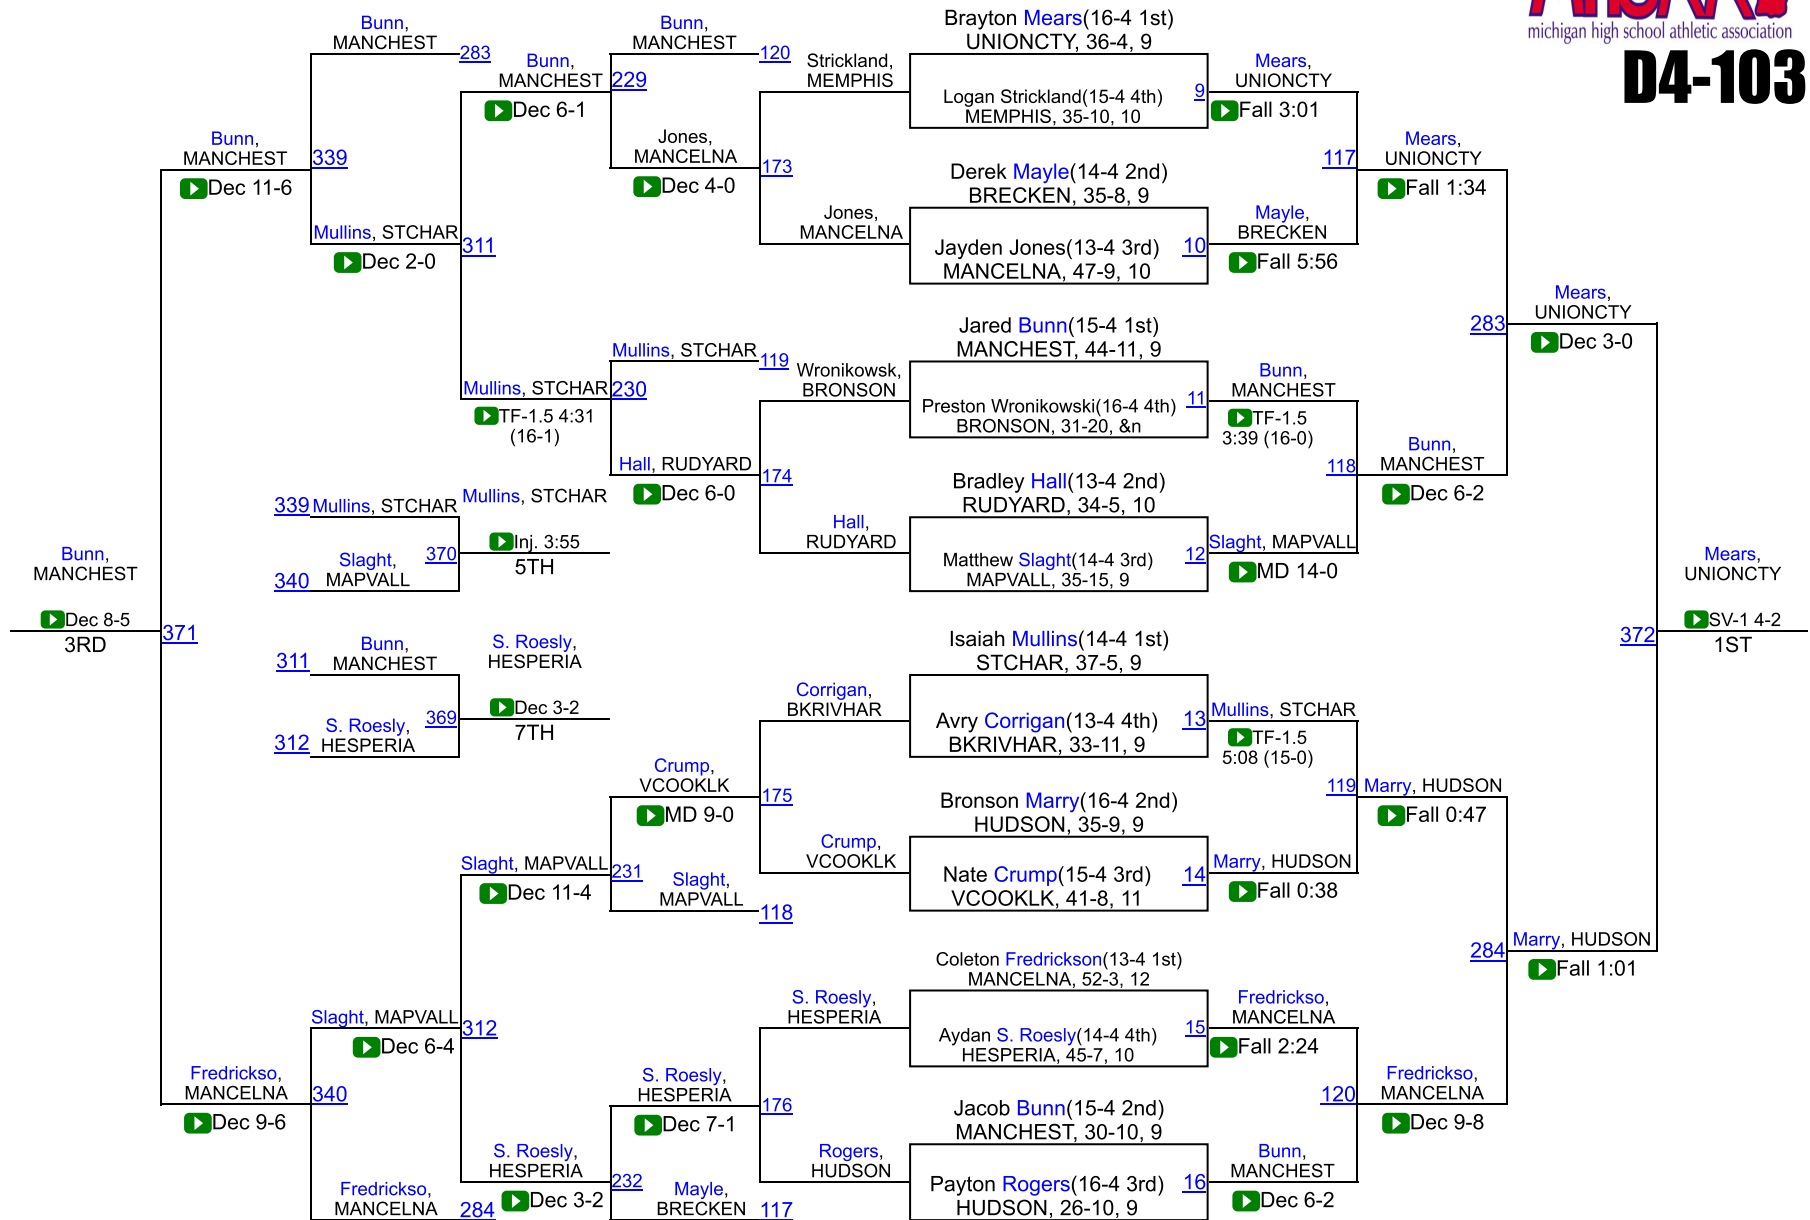 michigan high school athletic association
D4-103
Bunn,
MANCHEST
283
339
Bunn,
MANCHEST
Dec 11-6
Mullins, STCHAR
Dec 2-0
311
Bunn,
MANCHEST
Dec 6-1
229
Bunn,
MANCHEST
120
Jones,
MANCELNA
Dec 4-0
173
Strickland,
MEMPHIS
Jones,
MANCELNA
Mullins, STCHAR
TF-1.5 4:31
(16-1)
230
Mullins, STCHAR
119
Hall, RUDYARD
Dec 6-0
174
Wronikowsk,
BRONSON
Hall,
RUDYARD
339
Mullins, STCHAR
Mullins, STCHAR
Slaght,
MAPVALL
340
370
Inj. 3:55
5TH
Bunn,
MANCHEST
Dec 8-5
3RD
371
311
Bunn,
MANCHEST
S. Roesly,
HESPERIA
312
S. Roesly,
HESPERIA
369
Dec 3-2
7TH
Crump,
VCOOKLK
MD 9-0
175
Corrigan,
BKRIVHAR
Crump,
VCOOKLK
Slaght, MAPVALL
Dec 11-4
231
Slaght,
MAPVALL
118
Slaght, MAPVALL
Dec 6-4
312
Fredrickso,
MANCELNA
Dec 9-6
340
S. Roesly,
HESPERIA
Dec 7-1
176
S. Roesly,
HESPERIA
Rogers,
HUDSON
S. Roesly,
HESPERIA
Dec 3-2
232
Mayle,
BRECKEN
117
Fredrickso,
MANCELNA
284
Brayton Mears(16-4 1st)
UNIONCTY, 36-4, 9
Logan Strickland(15-4 4th)
MEMPHIS, 35-10, 10
9
Mears,
UNIONCTY
Fall 3:01
Derek Mayle(14-4 2nd)
BRECKEN, 35-8, 9
Jayden Jones(13-4 3rd)
MANCELNA, 47-9, 10
10
Mayle,
BRECKEN
Fall 5:56
117
Mears,
UNIONCTY
Fall 1:34
Jared Bunn(15-4 1st)
MANCHEST, 44-11, 9
Preston Wronikowski(16-4 4th)
BRONSON, 31-20, &n
11
Bunn,
MANCHEST
TF-1.5
3:39 (16-0)
Bradley Hall(13-4 2nd)
RUDYARD, 34-5, 10
Matthew Slaght(14-4 3rd)
MAPVALL, 35-15, 9
12
Slaght, MAPVALL
MD 14-0
118
Bunn,
MANCHEST
Dec 6-2
283
Mears,
UNIONCTY
Dec 3-0
Isaiah Mullins(14-4 1st)
STCHAR, 37-5, 9
Avry Corrigan(13-4 4th)
BKRIVHAR, 33-11, 9
13
Mullins, STCHAR
TF-1.5
5:08 (15-0)
Bronson Marry(16-4 2nd)
HUDSON, 35-9, 9
Nate Crump(15-4 3rd)
VCOOKLK, 41-8, 11
14
Marry, HUDSON
Fall 0:38
119
Marry, HUDSON
Fall 0:47
Coleton Fredrickson(13-4 1st)
MANCELNA, 52-3, 12
Aydan S. Roesly(14-4 4th)
HESPERIA, 45-7, 10
15
Fredrickso,
MANCELNA
Fall 2:24
Jacob Bunn(15-4 2nd)
MANCHEST, 30-10, 9
Payton Rogers(16-4 3rd)
HUDSON, 26-10, 9
16
Bunn,
MANCHEST
Dec 6-2
120
Fredrickso,
MANCELNA
Dec 9-8
284
Marry, HUDSON
Fall 1:01
372
Mears,
UNIONCTY
SV-1 4-2
1ST